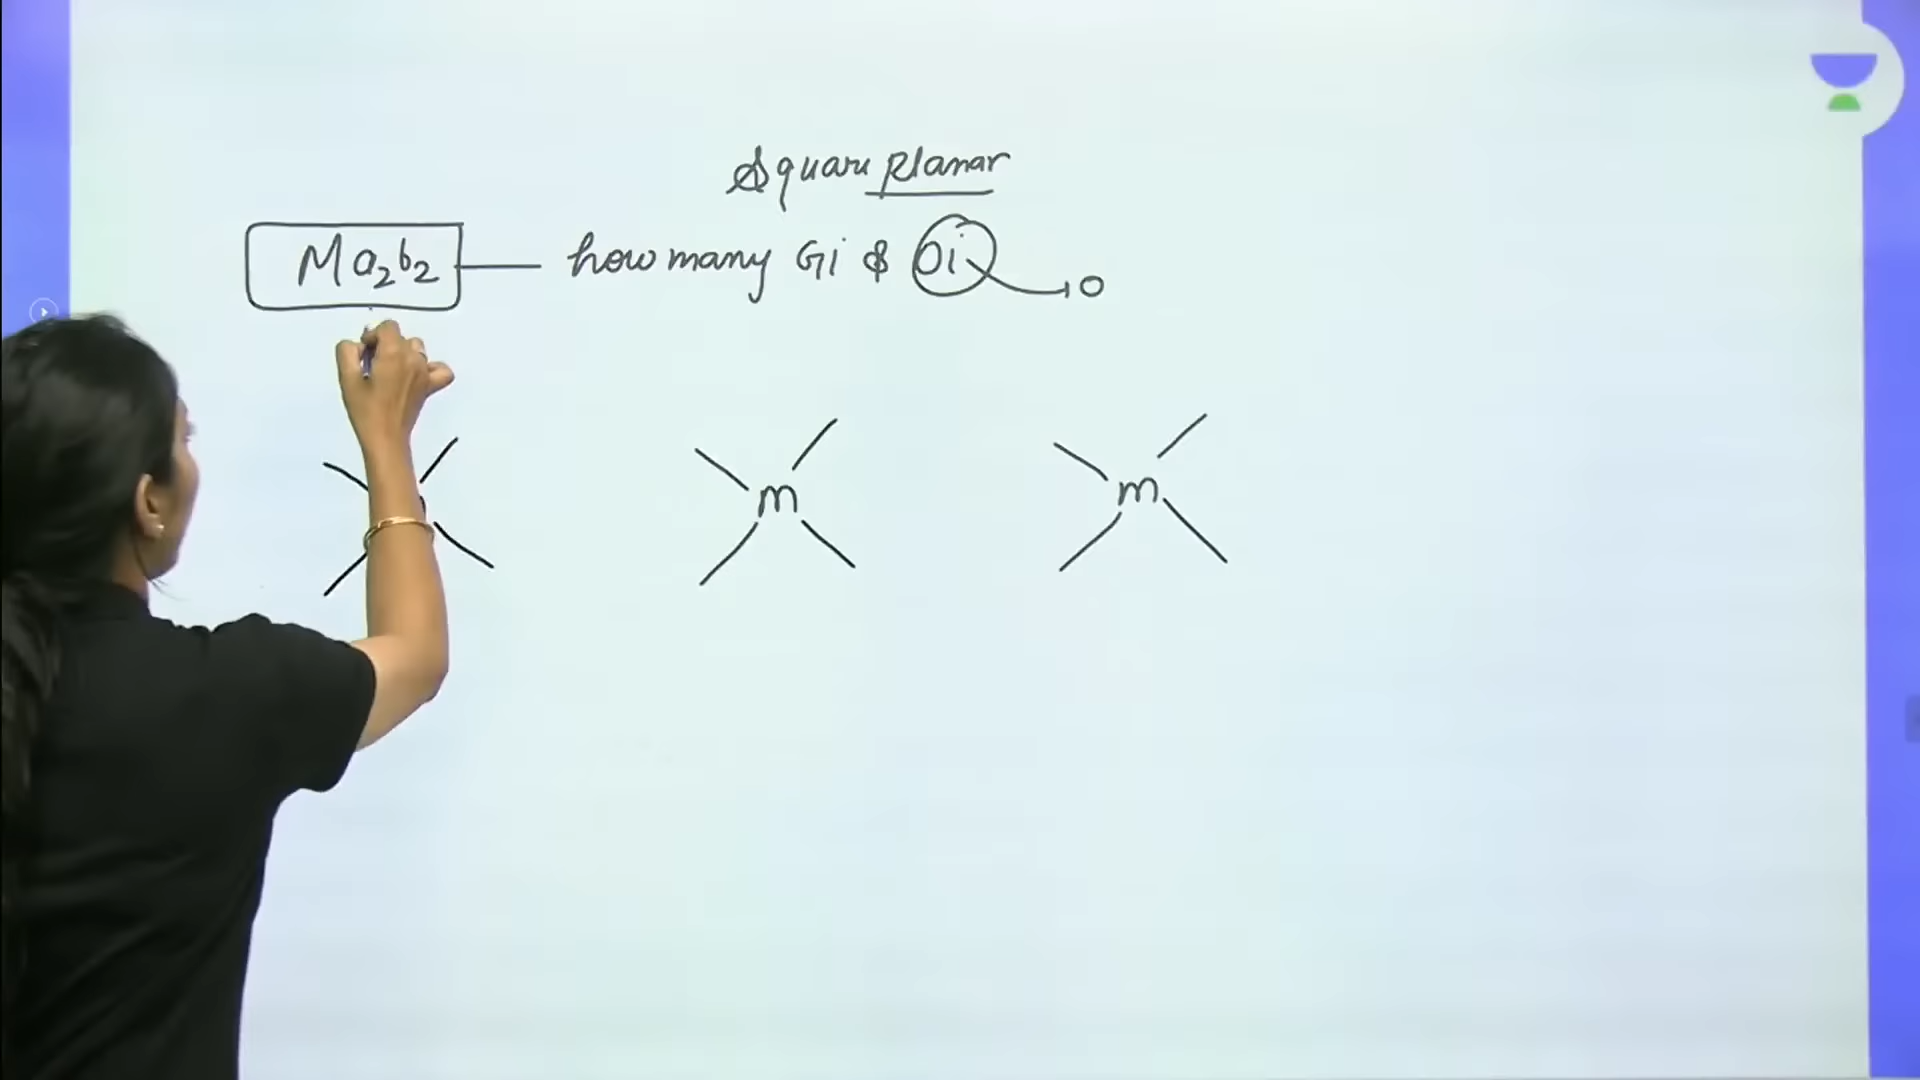 Square planar
Ma₂b₂ — how many Gi & Oi → 0
m m